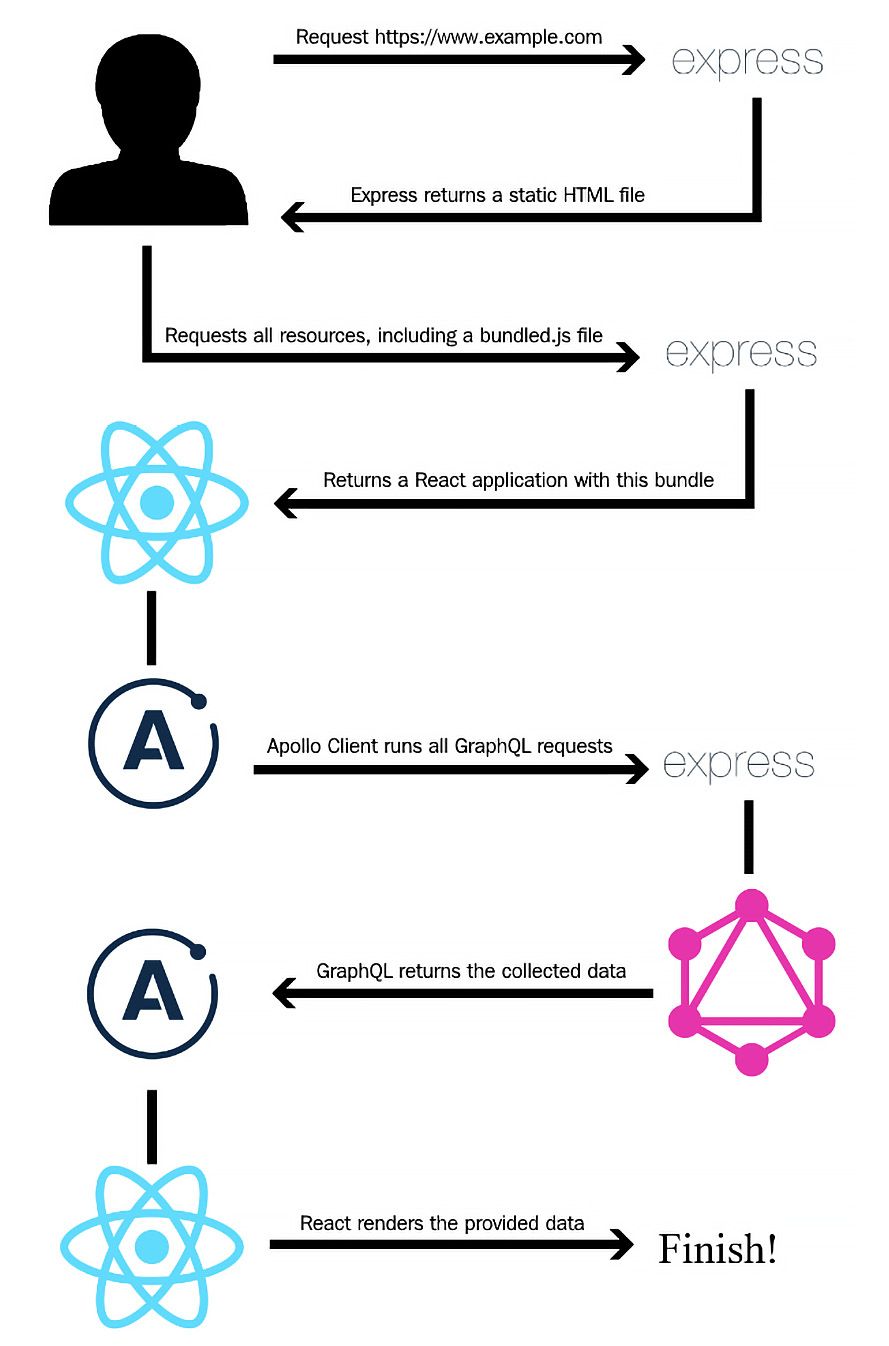 Request https://www.example.com
express
Express returns a static HTML file
Requests all resources, including a bundled.js file
express
Returns a React application with this bundle
A
Apollo Client runs all GraphQL requests
express
A
GraphQL returns the collected data
React renders the provided data
Finish!